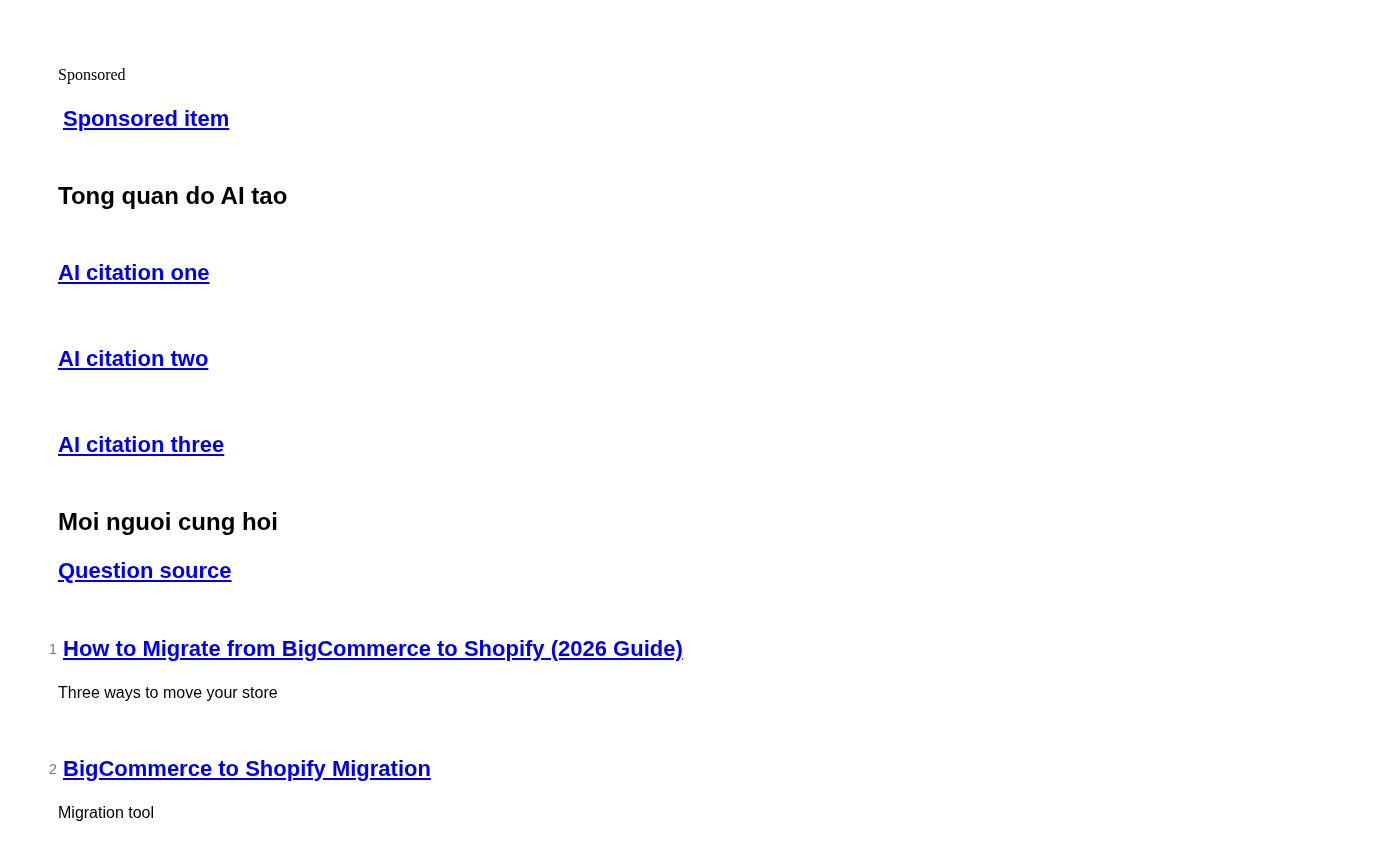 Sponsored
Sponsored item
Tong quan do AI tao
AI citation one
AI citation two
AI citation three
Moi nguoi cung hoi
Question source
1 How to Migrate from BigCommerce to Shopify (2026 Guide)
Three ways to move your store
2 BigCommerce to Shopify Migration
Migration tool